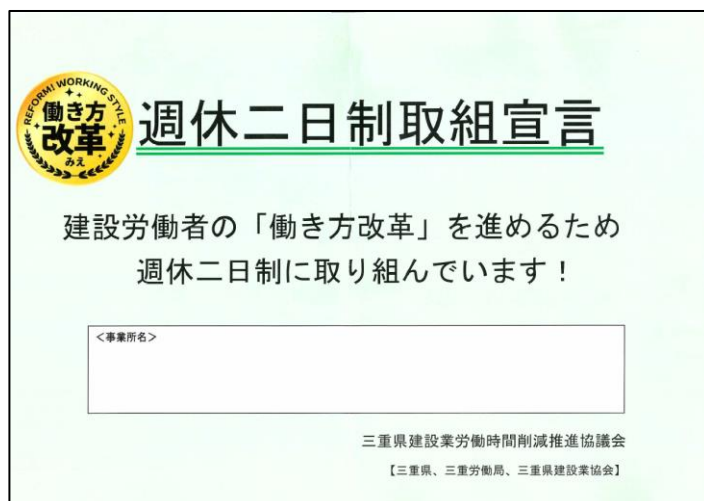 REFORM! WORKING STYLE
働き方
改革
みえ
週休二日制取組宣言
建設労働者の「働き方改革」を進めるため
週休二日制に取り組んでいます！
＜事業所名＞
三重県建設業労働時間削減推進協議会
【三重県、三重労働局、三重県建設業協会】